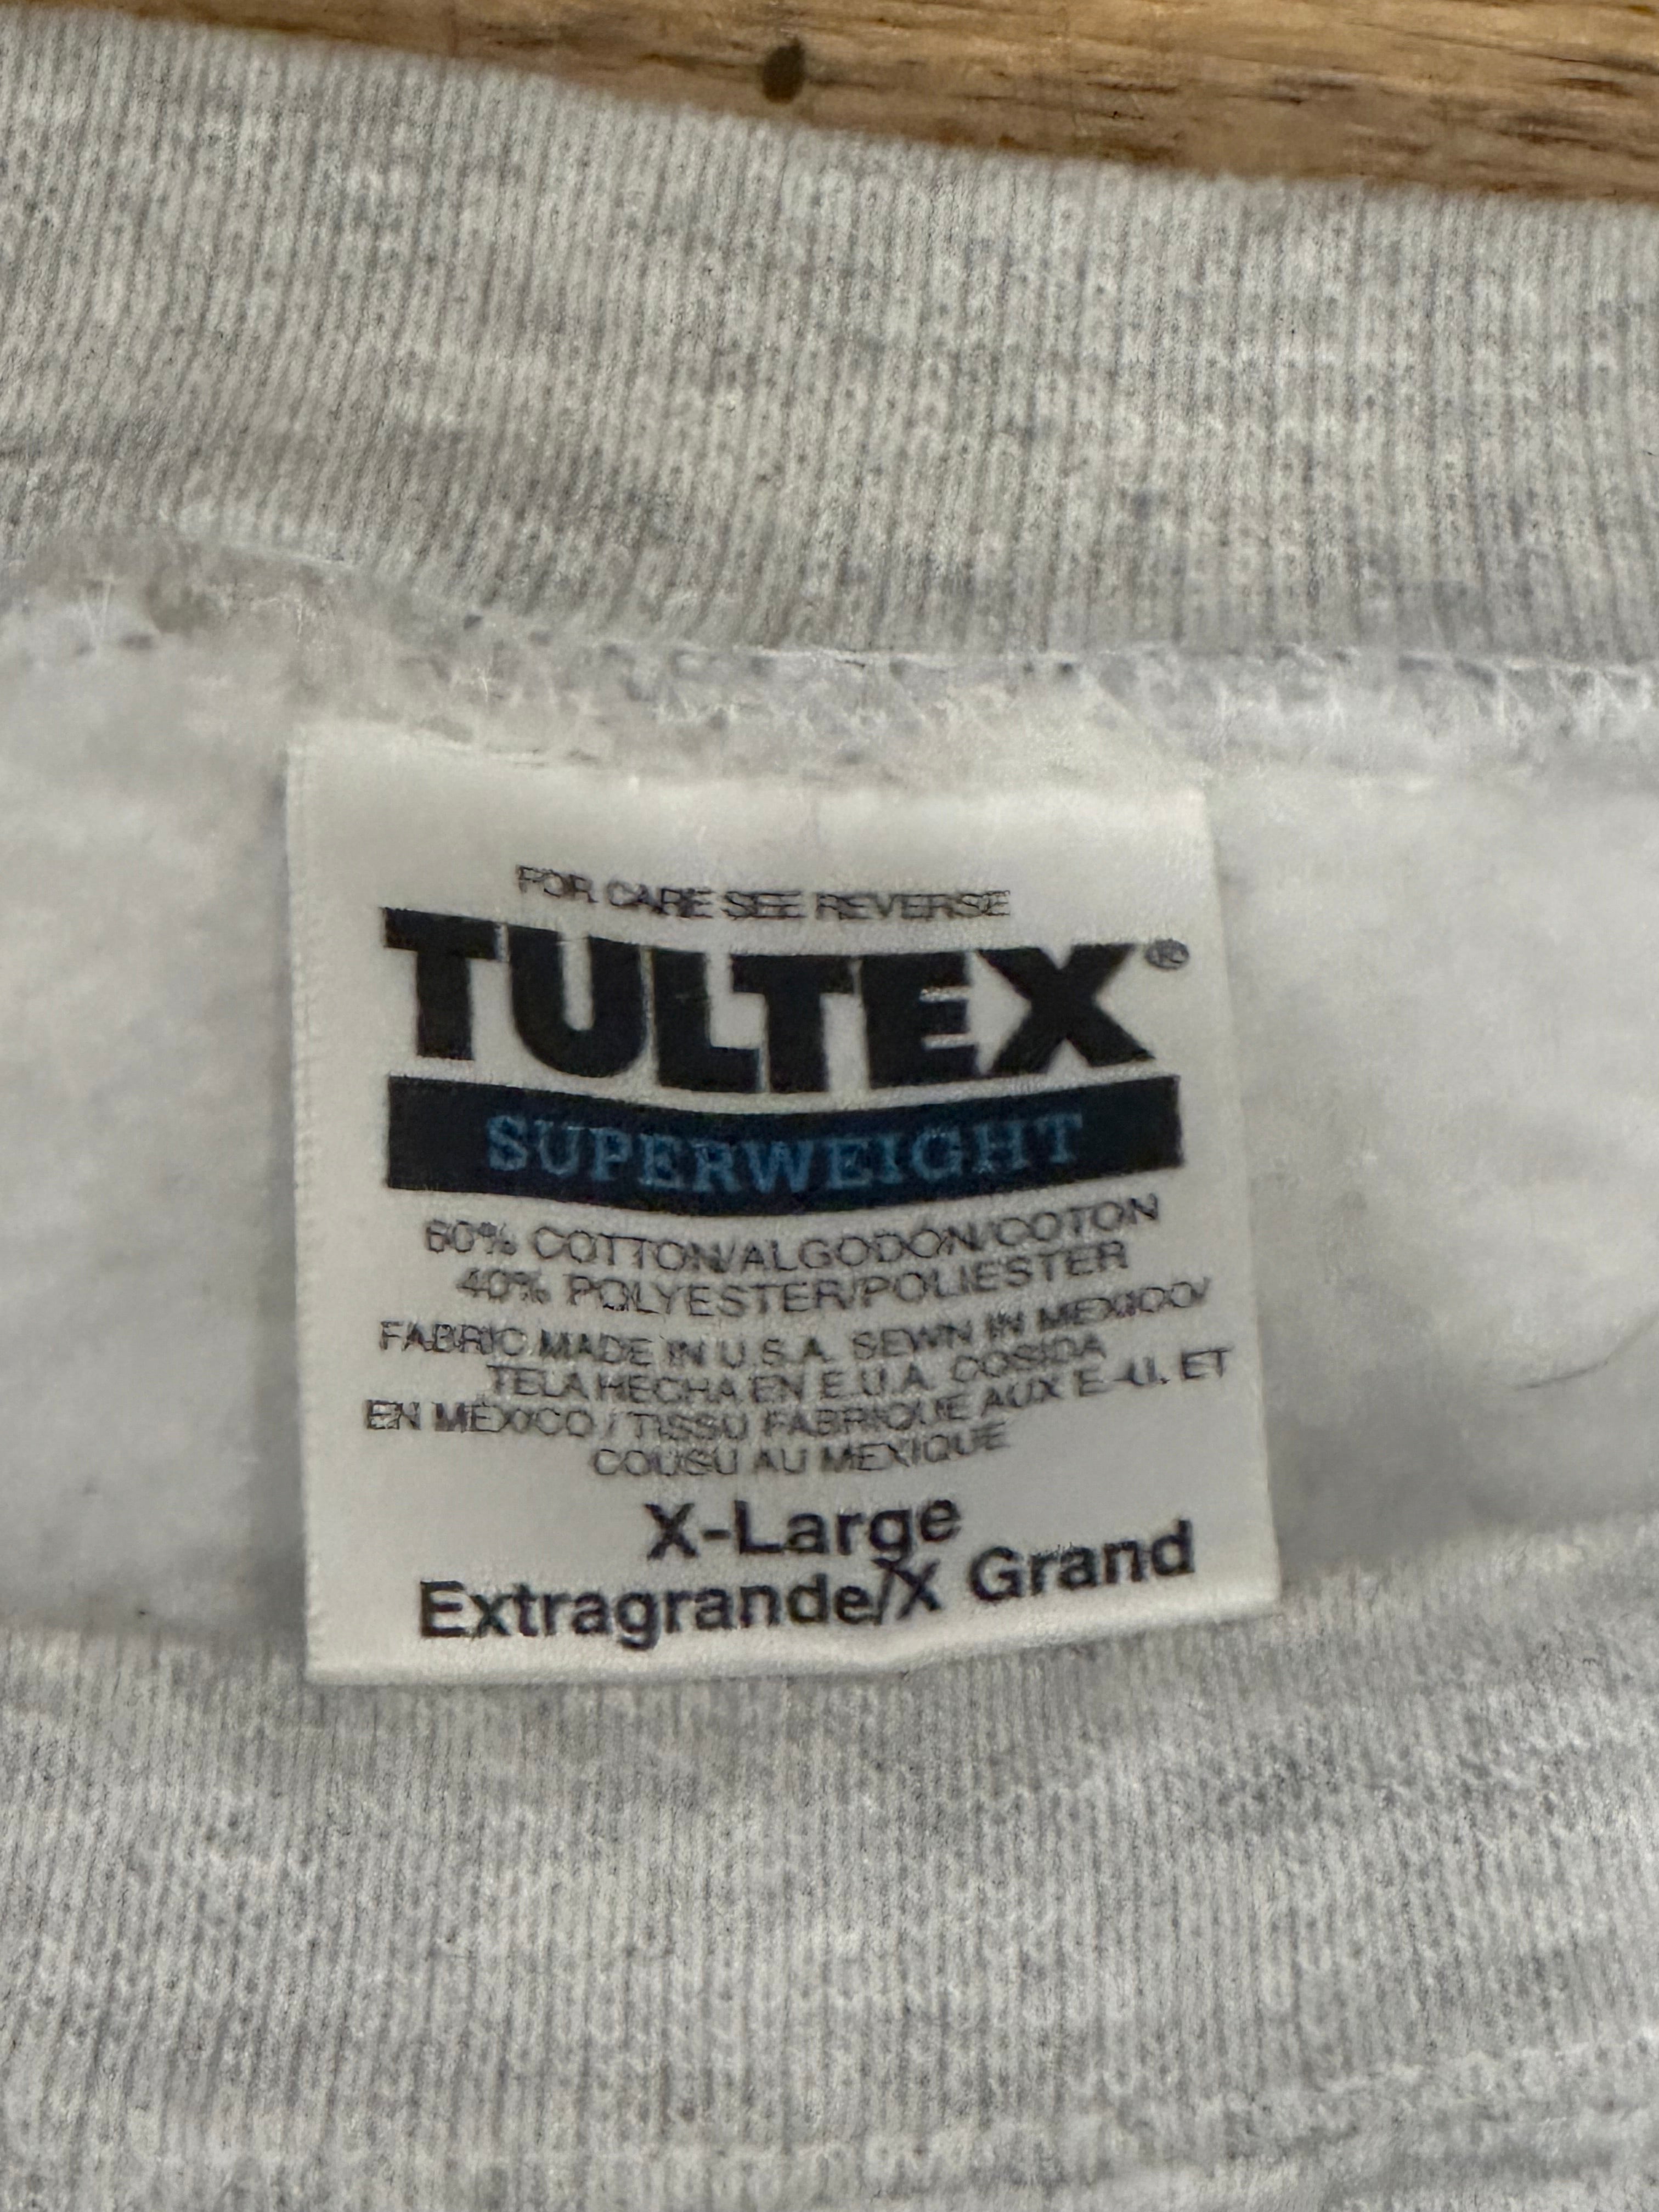 FOR CARE SEE REVERSE
TULTEX®
SUPERWEIGHT
60% COTTON/ALGODÓN/COTON
40% POLYESTER/POLIESTER
FABRIC MADE IN U.S.A. SEWN IN MEXICO/
TELA HECHA EN E.U.A. COSIDA
EN MEXICO / TISSU FABRIQUE AUX E.-U. ET
COUSU AU MEXIQUE
X-Large
Extragrande/X Grand